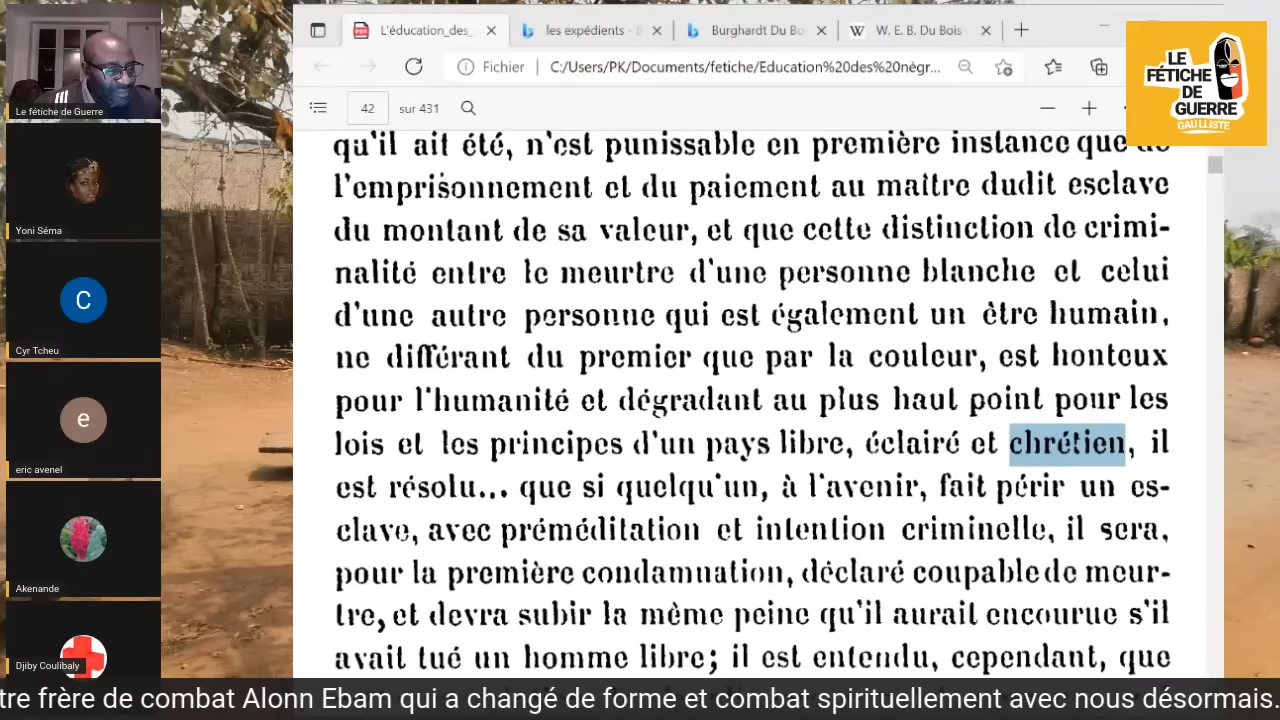 L'éducation_des_
les expédients -
Burghardt Du Bo
W. E. B. Du Bois
Fichier
C:/Users/PK/Documents/fetiche/Education%20des%20nègr...
42
sur 431
LE
FÉTICHE
DE
GUERRE
GAULLISTE
Le fétiche de Guerre
Yoni Séma
C
Cyr Tcheu
e
eric avenel
Akenande
Djiby Coulibaly
qu'il ait été, n'est punissable en première instance que de
l'emprisonnement et du paiement au maître dudit esclave
du montant de sa valeur, et que cette distinction de crimi-
nalité entre le meurtre d'une personne blanche et celui
d'une autre personne qui est également un être humain,
ne différant du premier que par la couleur, est honteux
pour l'humanité et dégradant au plus haut point pour les
lois et les principes d'un pays libre, éclairé et chrétien, il
est résolu... que si quelqu'un, à l'avenir, fait périr un es-
clave, avec préméditation et intention criminelle, il sera,
pour la première condamnation, déclaré coupable de meur-
tre, et devra subir la même peine qu'il aurait encourue s'il
avait tué un homme libre; il est entendu, cependant, que
tre frère de combat Alonn Ebam qui a changé de forme et combat spirituellement avec nous désormais.